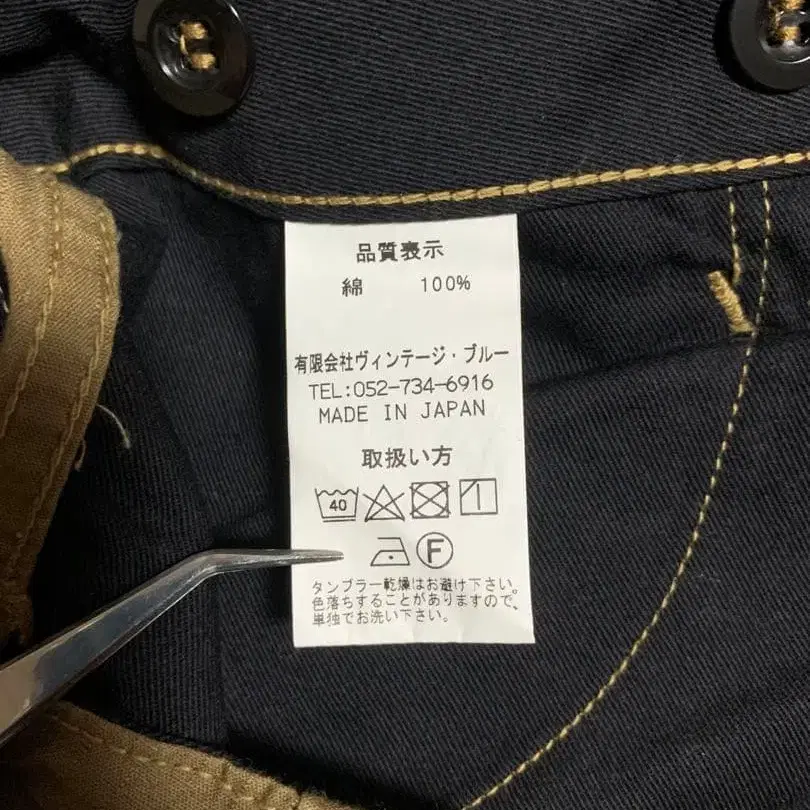 品質表示
綿 100%
有限会社ヴィンテージ・ブルー
TEL:052-734-6916
MADE IN JAPAN
取扱い方
40
F
タンブラー乾燥はお避け下さい。
色落ちすることがありますので、
単独でお洗い下さい。